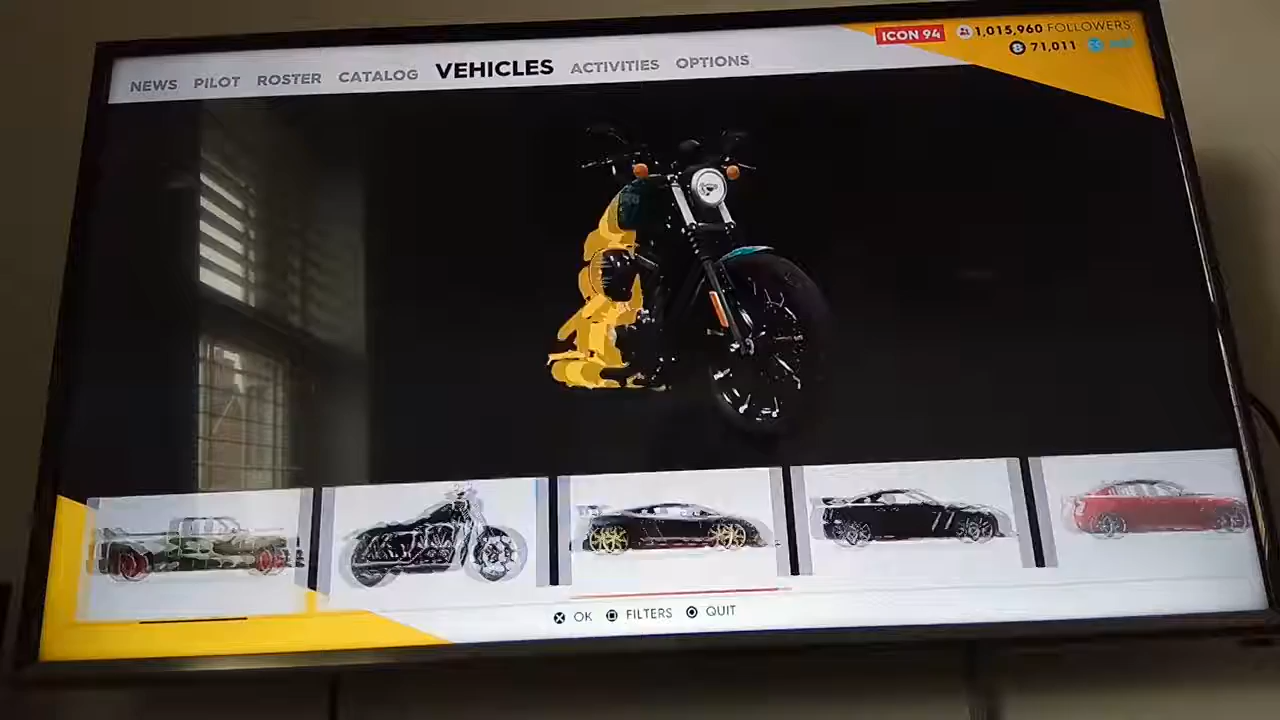 ICON 94 1,015,960 FOLLOWERS
71,011
NEWS PILOT ROSTER CATALOG VEHICLES ACTIVITIES OPTIONS
OK FILTERS QUIT